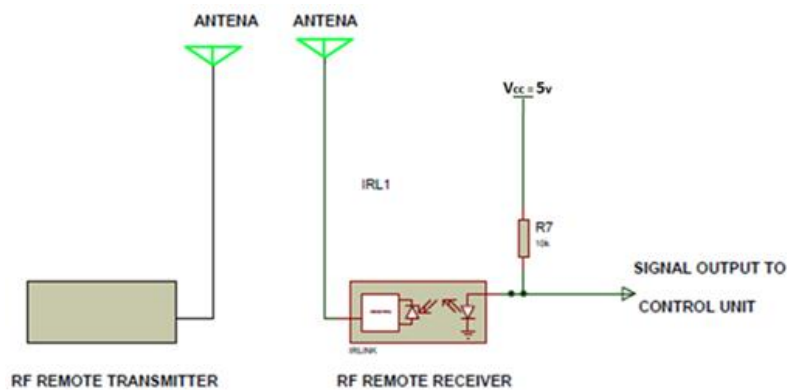 ANTENA
ANTENA
Vcc = 5v
IRL1
R7
10k
SIGNAL OUTPUT TO
CONTROL UNIT
IRLINK
RF REMOTE TRANSMITTER
RF REMOTE RECEIVER